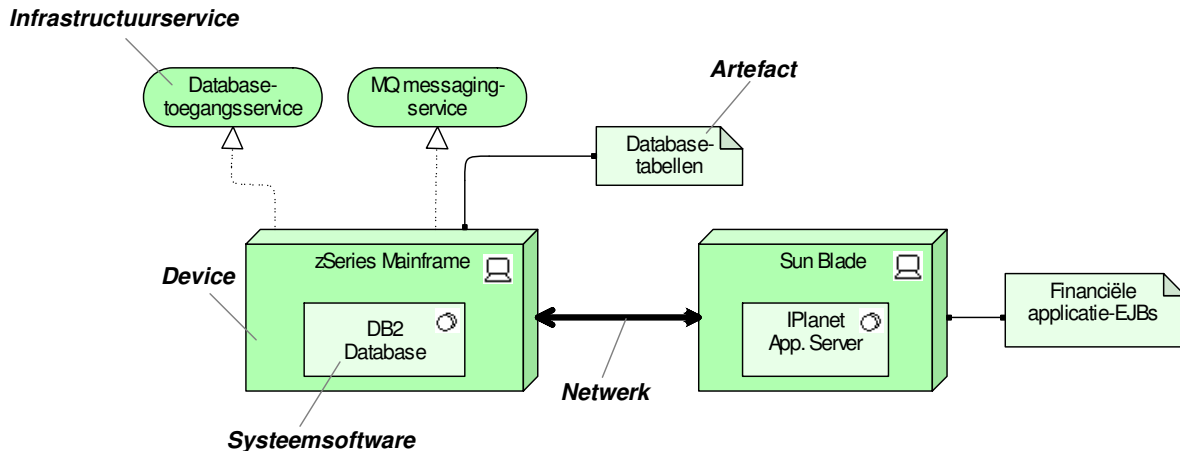 Infrastructuurservice
Database-
toegangsservice
MQ messaging-
service
Artefact
Database-
tabellen
Device
zSeries Mainframe
DB2
Database
Systeemsoftware
Netwerk
Sun Blade
IPlanet
App. Server
Financiële
applicatie-EJBs